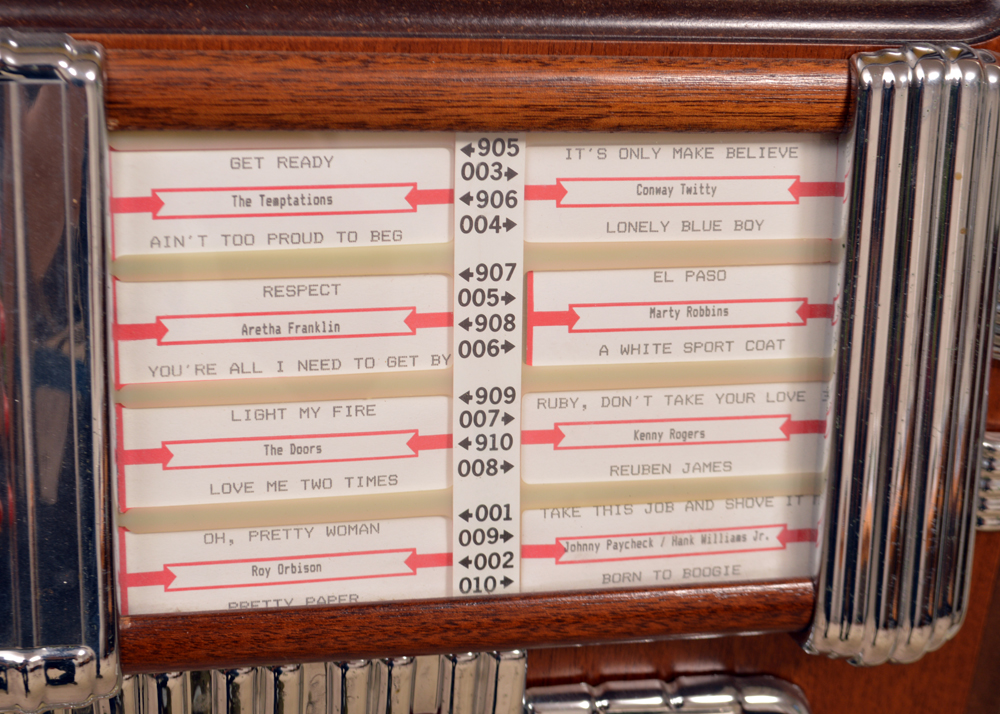 GET READY
The Temptations
AIN'T TOO PROUD TO BEG
RESPECT
Aretha Franklin
YOU'RE ALL I NEED TO GET BY
LIGHT MY FIRE
The Doors
LOVE ME TWO TIMES
OH, PRETTY WOMAN
Roy Orbison
PRETTY PAPER
←905
003→
←906
004→
←907
005→
←908
006→
←909
007→
←910
008→
←001
009→
←002
010→
IT'S ONLY MAKE BELIEVE
Conway Twitty
LONELY BLUE BOY
EL PASO
Marty Robbins
A WHITE SPORT COAT
RUBY, DON'T TAKE YOUR LOVE
Kenny Rogers
REUBEN JAMES
TAKE THIS JOB AND SHOVE IT
Johnny Paycheck / Hank Williams Jr.
BORN TO BOOGIE